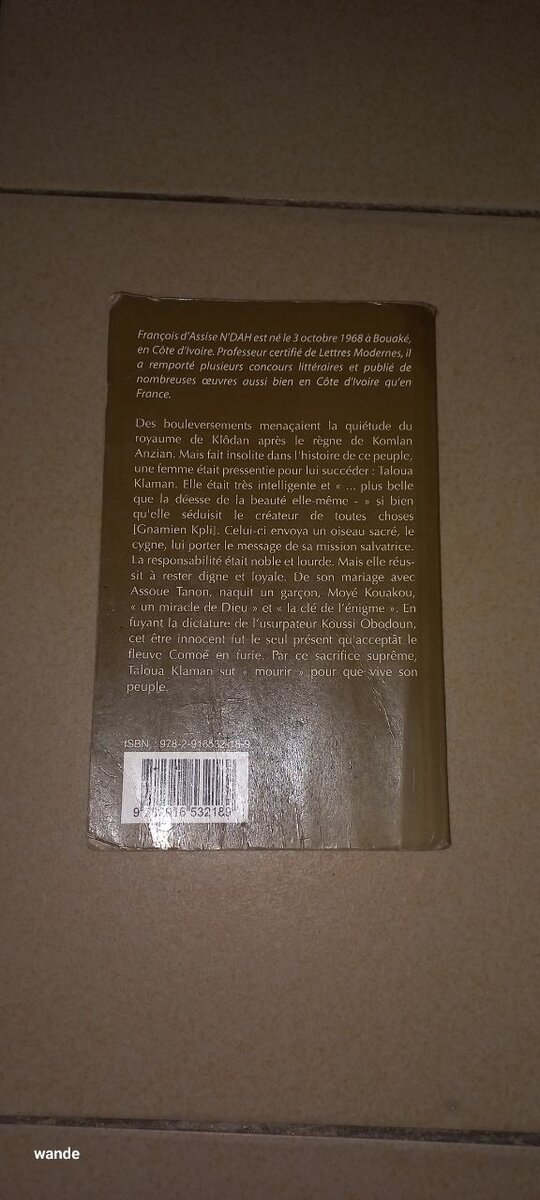 François d'Assise N'DAH est né le 3 octobre 1968 à Bouaké,
en Côte d'Ivoire. Professeur certifié de Lettres Modernes, il
a remporté plusieurs concours littéraires et publié de
nombreuses œuvres aussi bien en Côte d'Ivoire qu'en
France.
Des bouleversements menaçaient la quiétude du
royaume de Klôdan après le règne de Komlan
Anzian. Mais fait insolite dans l'histoire de ce peuple,
une femme était pressentie pour lui succéder : Taloua
Klaman. Elle était très intelligente et « ... plus belle
que la déesse de la beauté elle-même - » si bien
qu'elle séduisit le créateur de toutes choses
[Gnamien Kpli]. Celui-ci envoya un oiseau sacré, le
cygne, lui porter le message de sa mission salvatrice.
La responsabilité était noble et lourde. Mais elle réus-
sit à rester digne et loyale. De son mariage avec
Assoue Tanon, naquit un garçon, Moyé Kouakou,
« un miracle de Dieu » et « la clé de l'énigme ». En
fuyant la dictature de l'usurpateur Koussi Obodoun,
cet être innocent fut le seul présent qu'acceptât le
fleuve Comoé en furie. Par ce sacrifice suprême,
Taloua Klaman sut « mourir » pour que vive son
peuple.
ISBN : 978-2-916532-18-9
9 782916 532189
wande